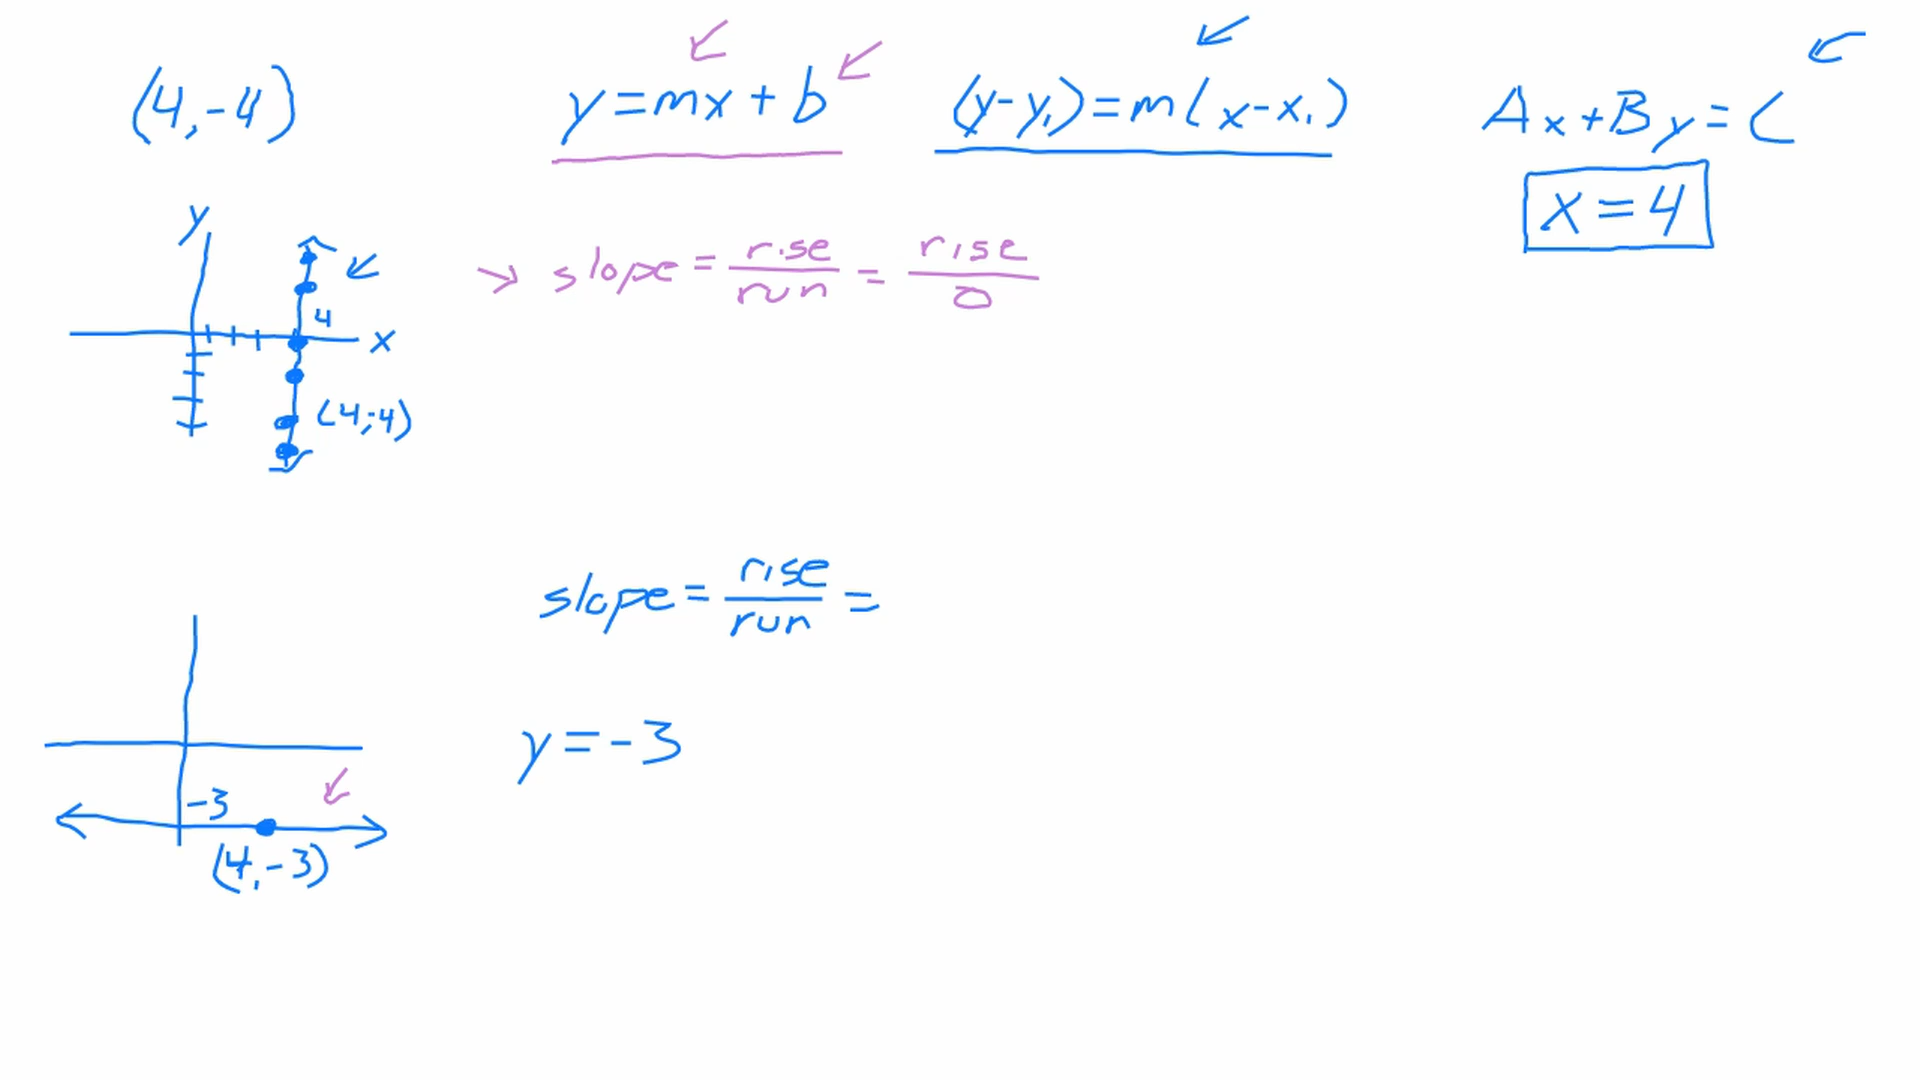 (4,-4) y=mx+b (y-y₁)=m(x-x₁) Ax+By=C
x=4
y
slope = rise/run = rise/0
4
x
(4,-4)
slope = rise/run =
y=-3
-3
(4,-3)